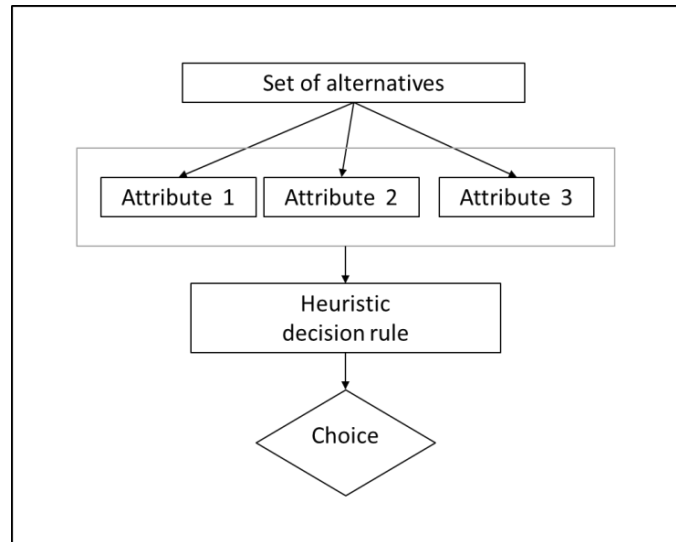 Set of alternatives
Attribute 1
Attribute 2
Attribute 3
Heuristic
decision rule
Choice